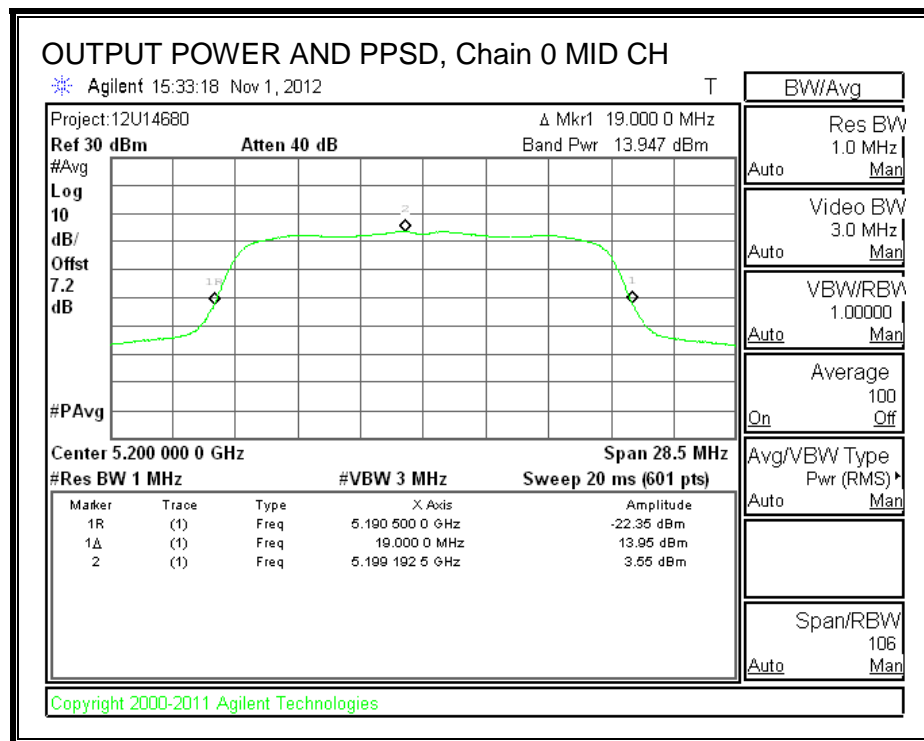 OUTPUT POWER AND PPSD, Chain 0 MID CH
Agilent 15:33:18 Nov 1, 2012 T
Project:12U14680 Δ Mkr1 19.000 0 MHz
Ref 30 dBm Atten 40 dB Band Pwr 13.947 dBm
#Avg
Log
10
dB/
Offst
7.2
dB
#PAvg
2
1R
1
Center 5.200 000 0 GHz Span 28.5 MHz
#Res BW 1 MHz #VBW 3 MHz Sweep 20 ms (601 pts)
Marker Trace Type X Axis Amplitude
1R (1) Freq 5.190 500 0 GHz -22.35 dBm
1Δ (1) Freq 19.000 0 MHz 13.95 dBm
2 (1) Freq 5.199 192 5 GHz 3.55 dBm
BW/Avg
Res BW
1.0 MHz
Auto Man
Video BW
3.0 MHz
Auto Man
VBW/RBW
1.00000
Auto Man
Average
100
On Off
Avg/VBW Type
Pwr (RMS)
Auto Man
Span/RBW
106
Auto Man
Copyright 2000-2011 Agilent Technologies